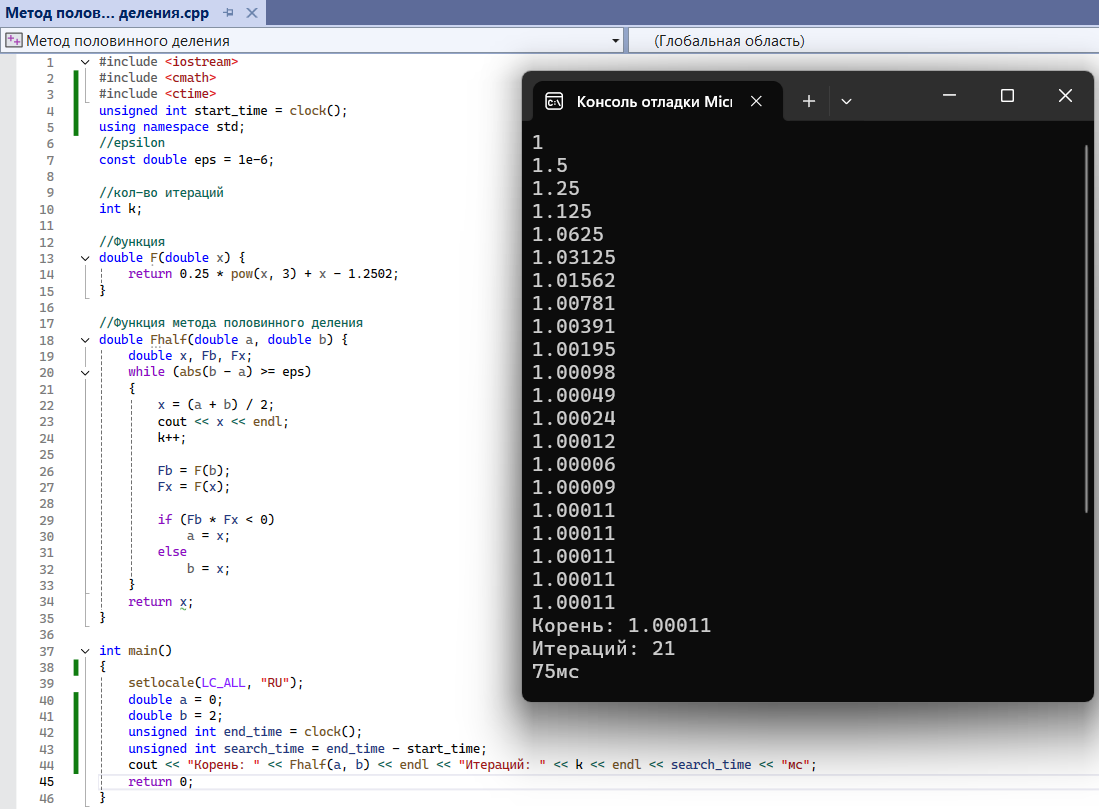 Метод полов... деления.cpp
Метод половинного деления
(Глобальная область)
1 #include <iostream>
2 #include <cmath>
3 #include <ctime>
4 unsigned int start_time = clock();
5 using namespace std;
6 //epsilon
7 const double eps = 1e-6;
8
9 //кол-во итераций
10 int k;
11
12 //Функция
13 double F(double x) {
14 return 0.25 * pow(x, 3) + x - 1.2502;
15 }
16
17 //Функция метода половинного деления
18 double Fhalf(double a, double b) {
19 double x, Fb, Fx;
20 while (abs(b - a) >= eps)
21 {
22 x = (a + b) / 2;
23 cout << x << endl;
24 k++;
25
26 Fb = F(b);
27 Fx = F(x);
28
29 if (Fb * Fx < 0)
30 a = x;
31 else
32 b = x;
33 }
34 return x;
35 }
36
37 int main()
38 {
39 setlocale(LC_ALL, "RU");
40 double a = 0;
41 double b = 2;
42 unsigned int end_time = clock();
43 unsigned int search_time = end_time - start_time;
44 cout << "Корень: " << Fhalf(a, b) << endl << "Итераций: " << k << endl << search_time << "мс";
45 return 0;
46 }
Консоль отладки Micr
1
1.5
1.25
1.125
1.0625
1.03125
1.01562
1.00781
1.00391
1.00195
1.00098
1.00049
1.00024
1.00012
1.00006
1.00009
1.00011
1.00011
1.00011
1.00011
1.00011
Корень: 1.00011
Итераций: 21
75мс